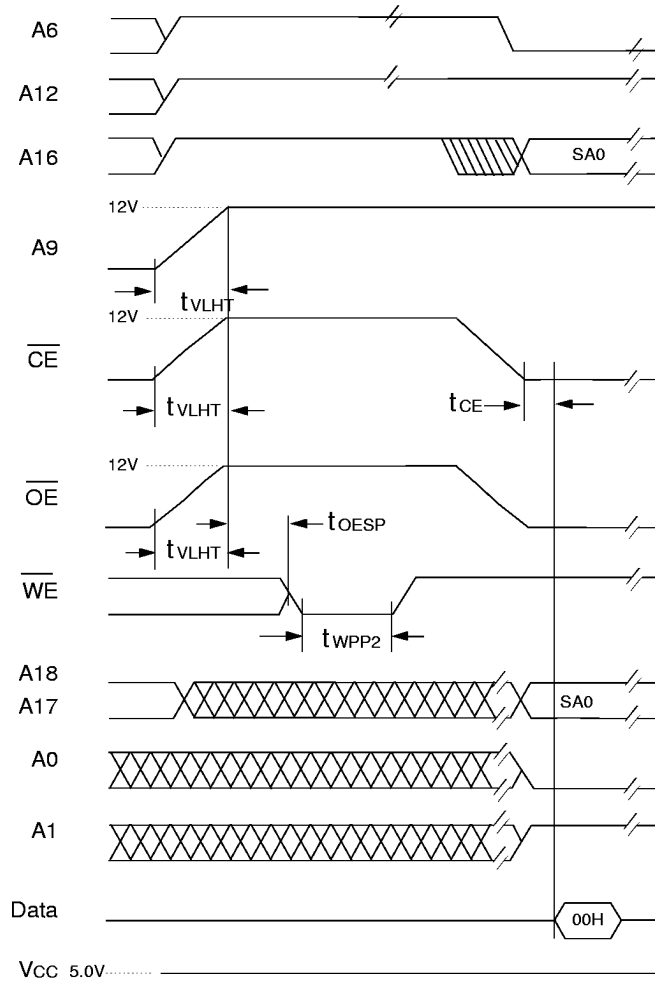 A6
A12
A16
SA0
12V
A9
tVLHT
12V
CE
tVLHT
tCE
12V
OE
tOESP
tVLHT
WE
tWPP2
A18
A17
SA0
A0
A1
Data
00H
VCC 5.0V